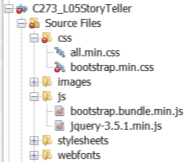 C273_L05StoryTeller
Source Files
css
all.min.css
bootstrap.min.css
images
js
bootstrap.bundle.min.js
jquery-3.5.1.min.js
stylesheets
webfonts